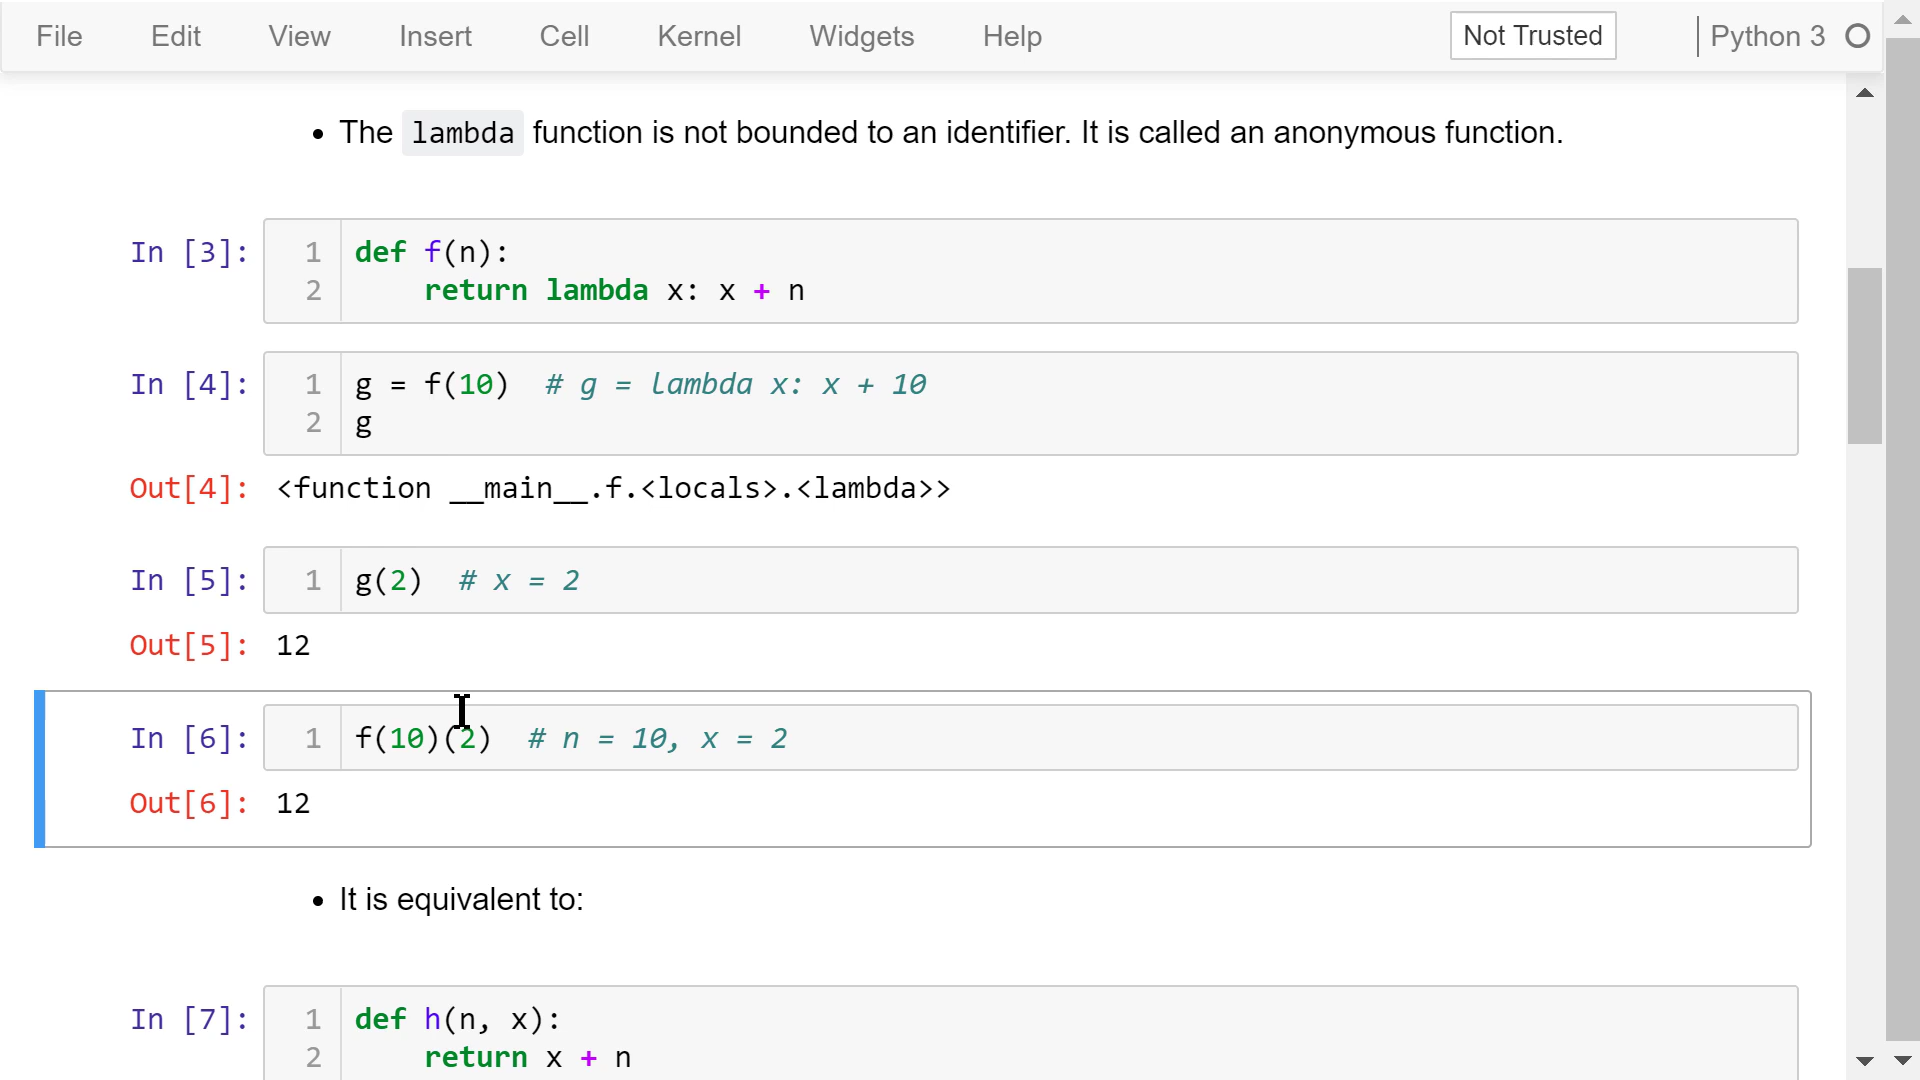 File Edit View Insert Cell Kernel Widgets Help Not Trusted Python 3
• The lambda function is not bounded to an identifier. It is called an anonymous function.
In [3]: 1 def f(n):
2 return lambda x: x + n
In [4]: 1 g = f(10) # g = lambda x: x + 10
2 g
Out[4]: <function __main__.f.<locals>.<lambda>>
In [5]: 1 g(2) # x = 2
Out[5]: 12
In [6]: 1 f(10)(2) # n = 10, x = 2
Out[6]: 12
• It is equivalent to:
In [7]: 1 def h(n, x):
2 return x + n